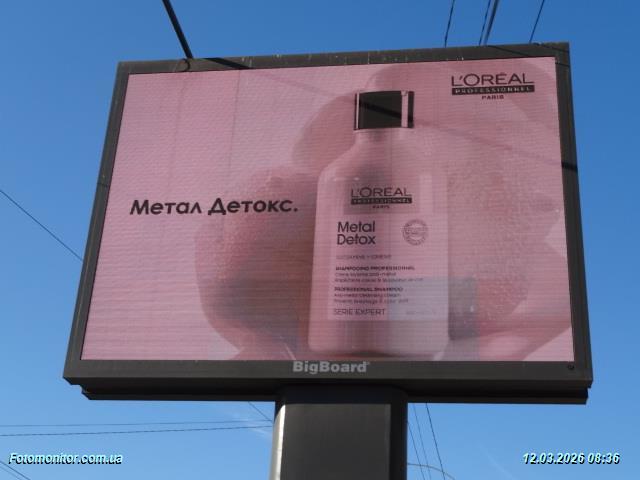 L'ORÉAL
PROFESSIONNEL
PARIS
Метал Детокс.
L'ORÉAL
PROFESSIONNEL
PARIS
Metal
Detox
SHAMPOOING PROFESSIONNEL
PROFESSIONAL SHAMPOO
SERIE EXPERT
BigBoard
Fotomonitor.com.ua
12.03.2026 08:36